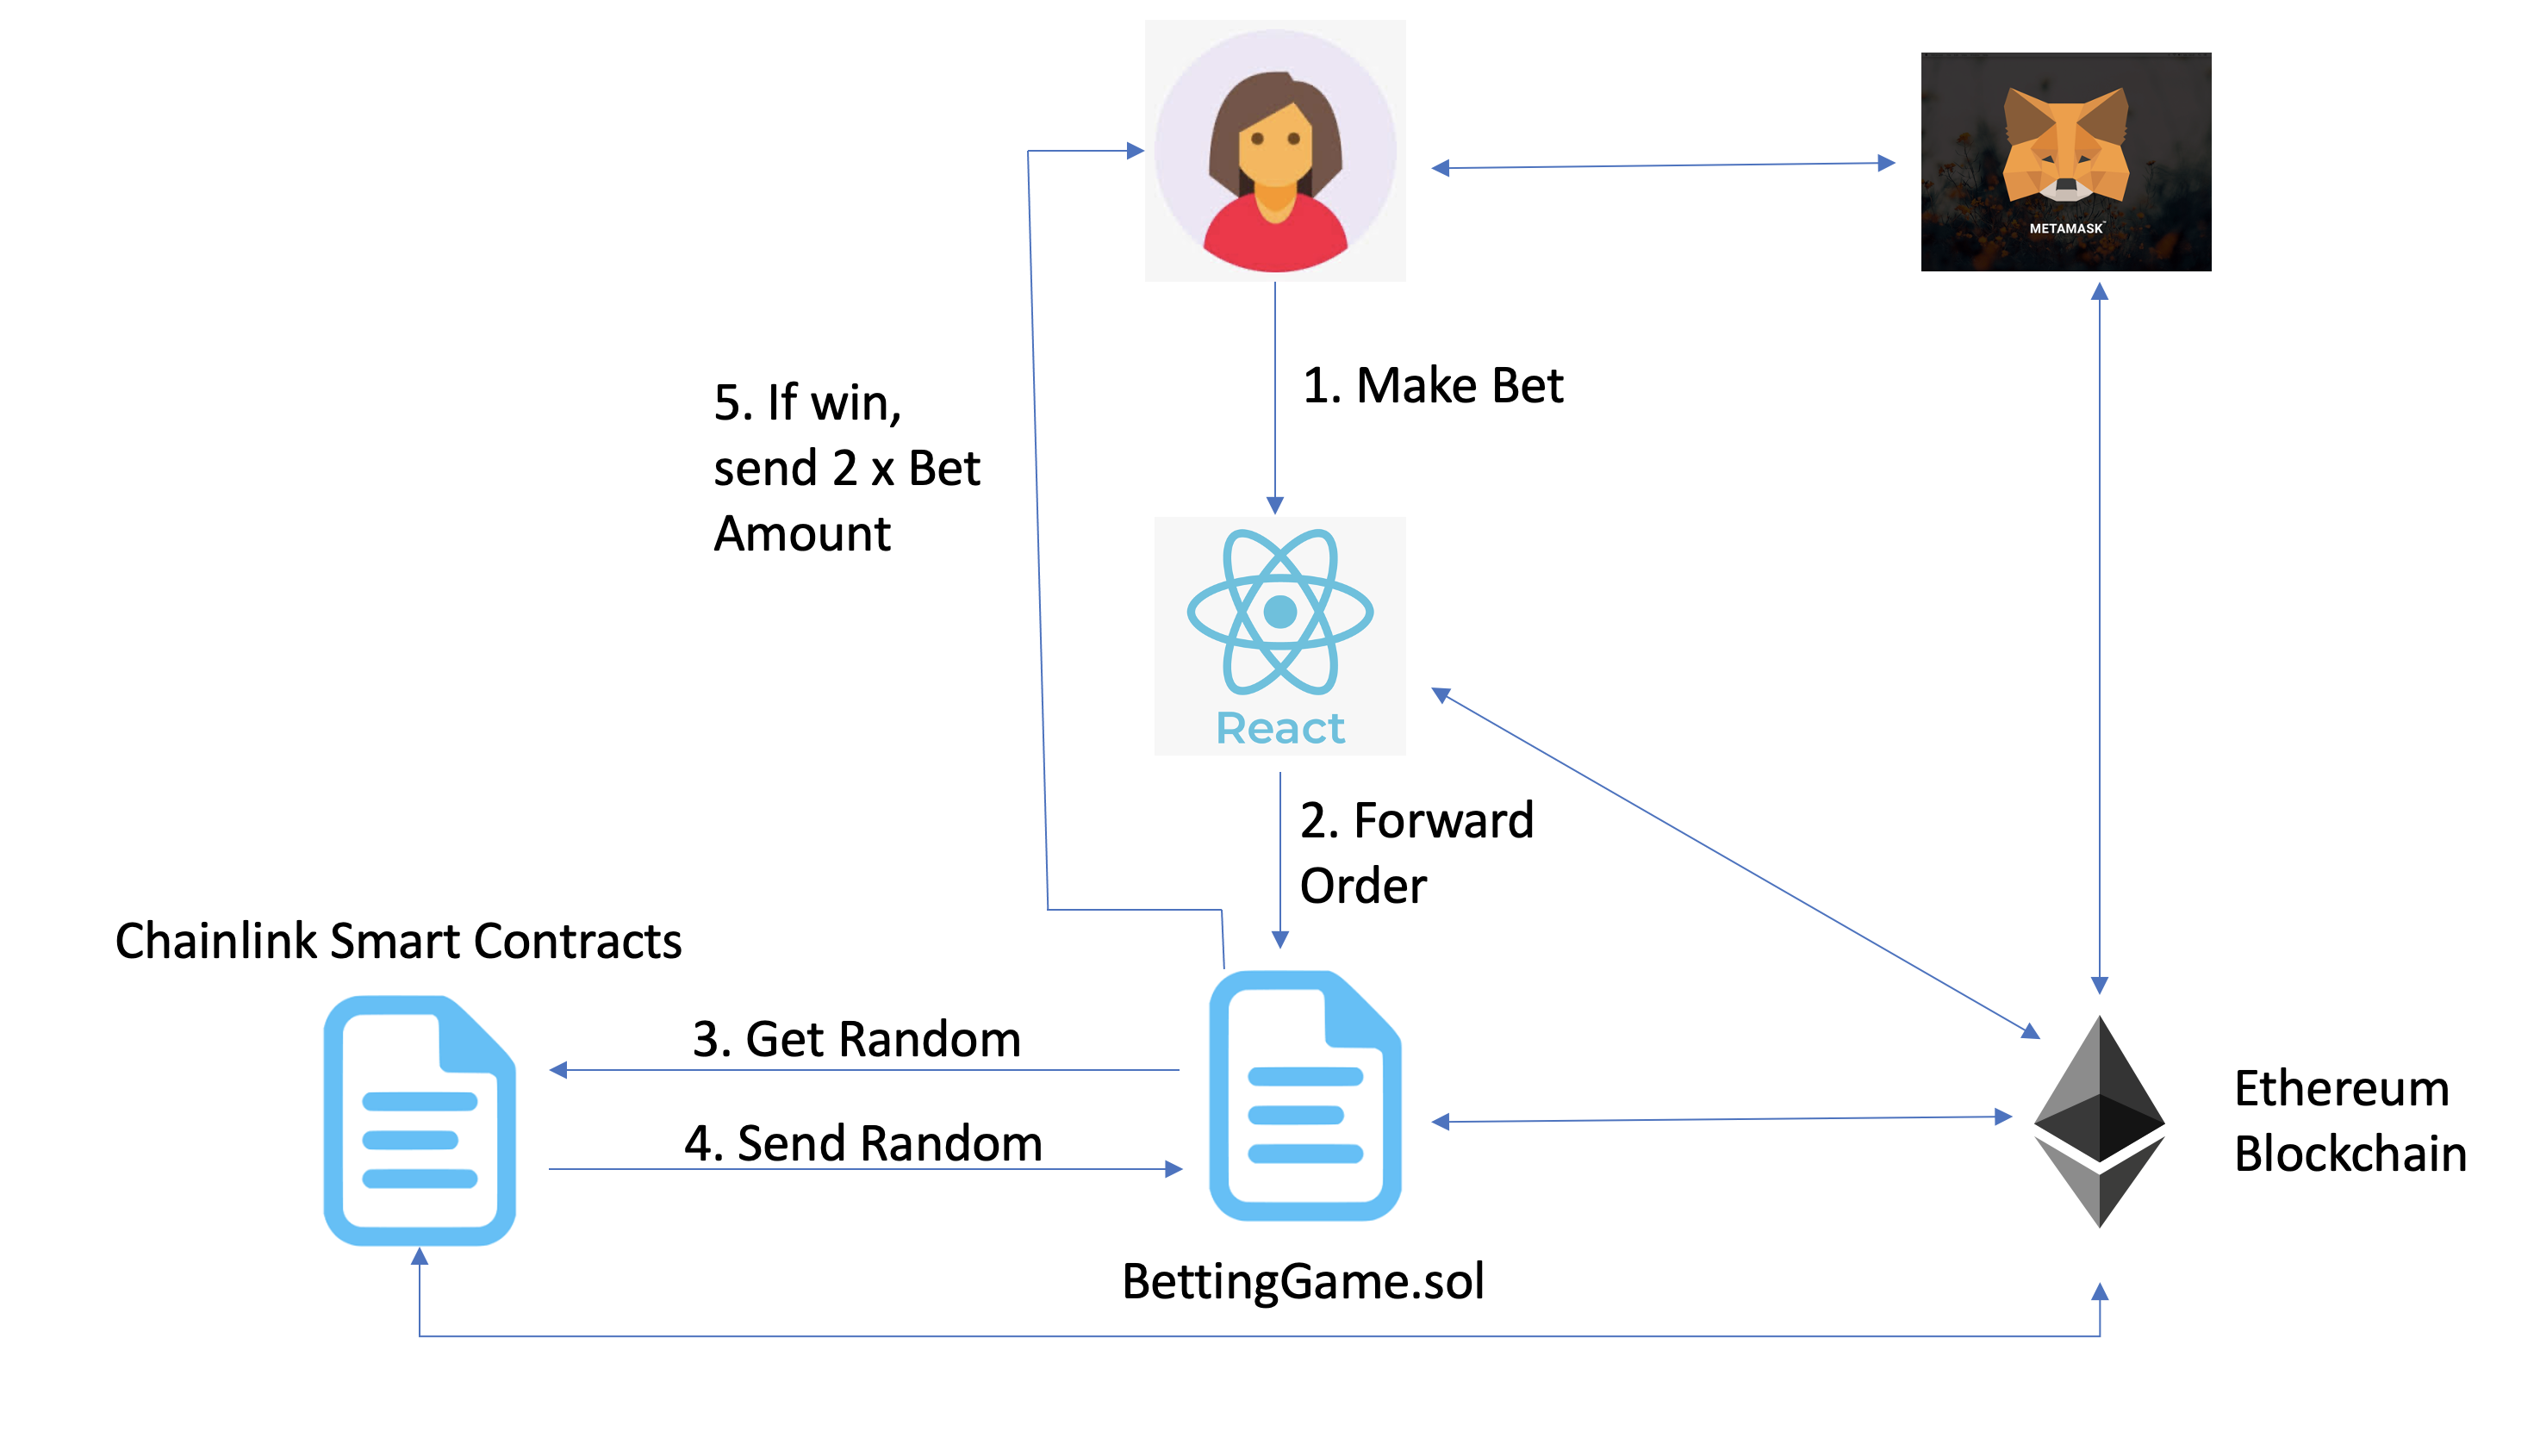 METAMASK
1. Make Bet
5. If win,
send 2 x Bet
Amount
React
2. Forward
Order
Chainlink Smart Contracts
3. Get Random
4. Send Random
Ethereum
Blockchain
BettingGame.sol